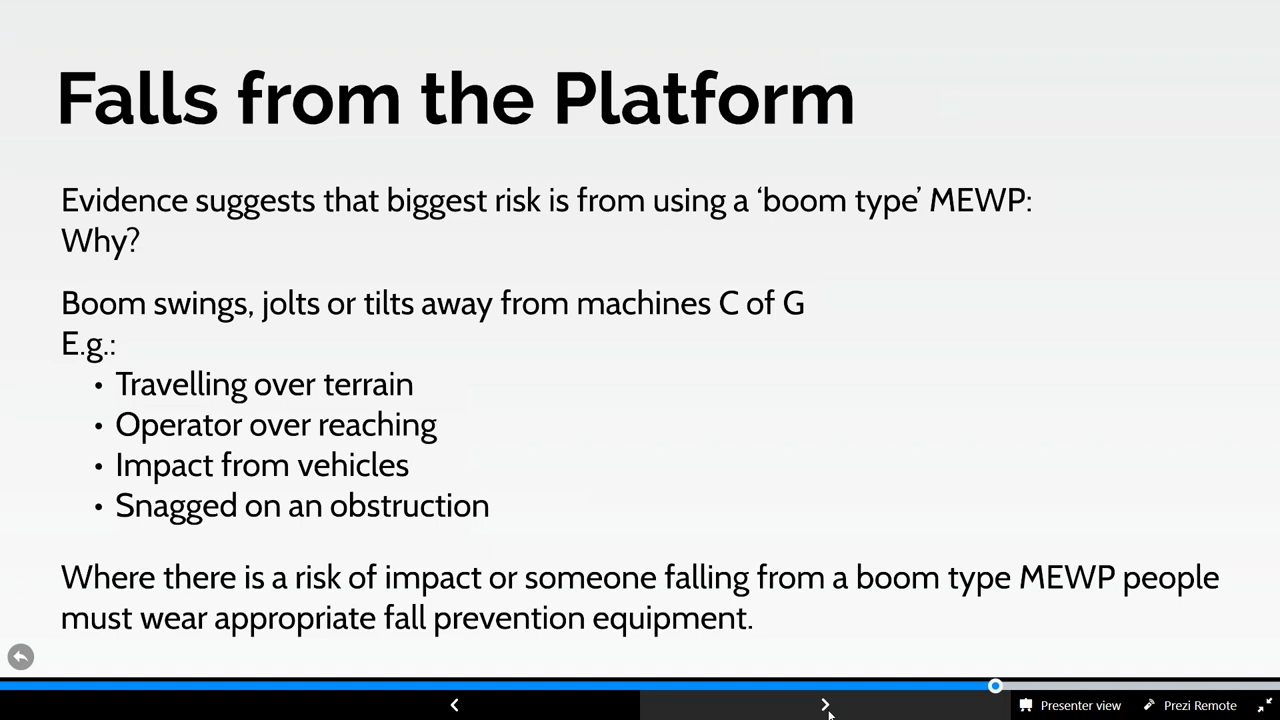 Falls from the Platform
Evidence suggests that biggest risk is from using a ‘boom type’ MEWP:
Why?
Boom swings, jolts or tilts away from machines C of G
E.g.:
• Travelling over terrain
• Operator over reaching
• Impact from vehicles
• Snagged on an obstruction
Where there is a risk of impact or someone falling from a boom type MEWP people
must wear appropriate fall prevention equipment.
Presenter view Prezi Remote